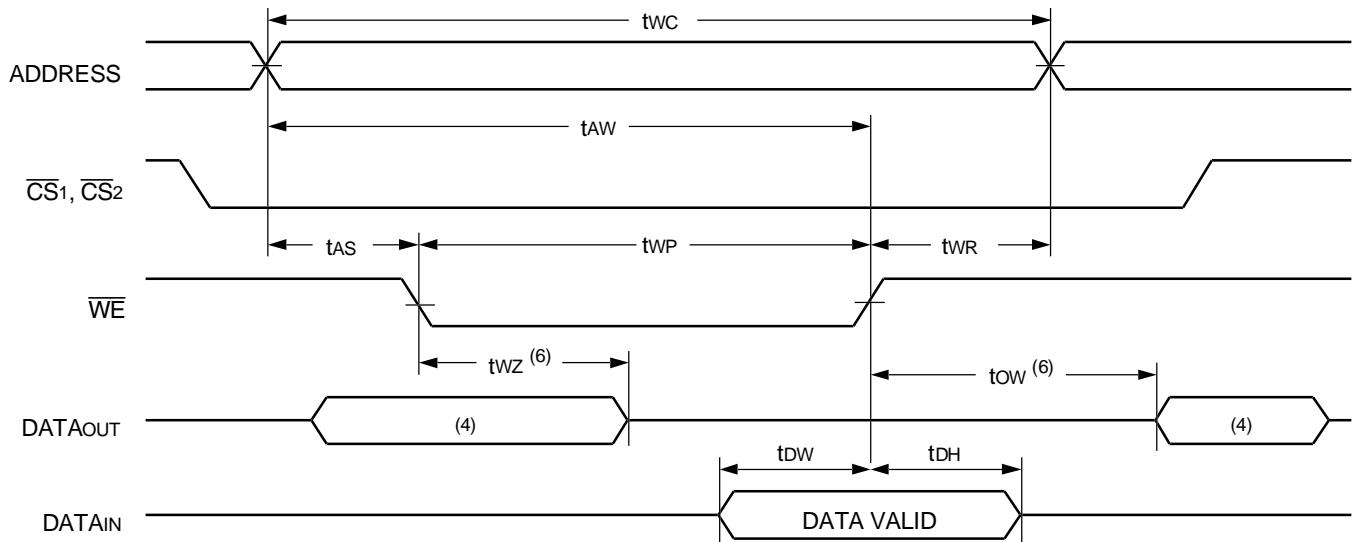 tWC
ADDRESS
tAW
CS1, CS2
tAS tWP tWR
WE
tWZ (6) tOW (6)
DATAOUT (4) (4)
tDW tDH
DATAIN DATA VALID